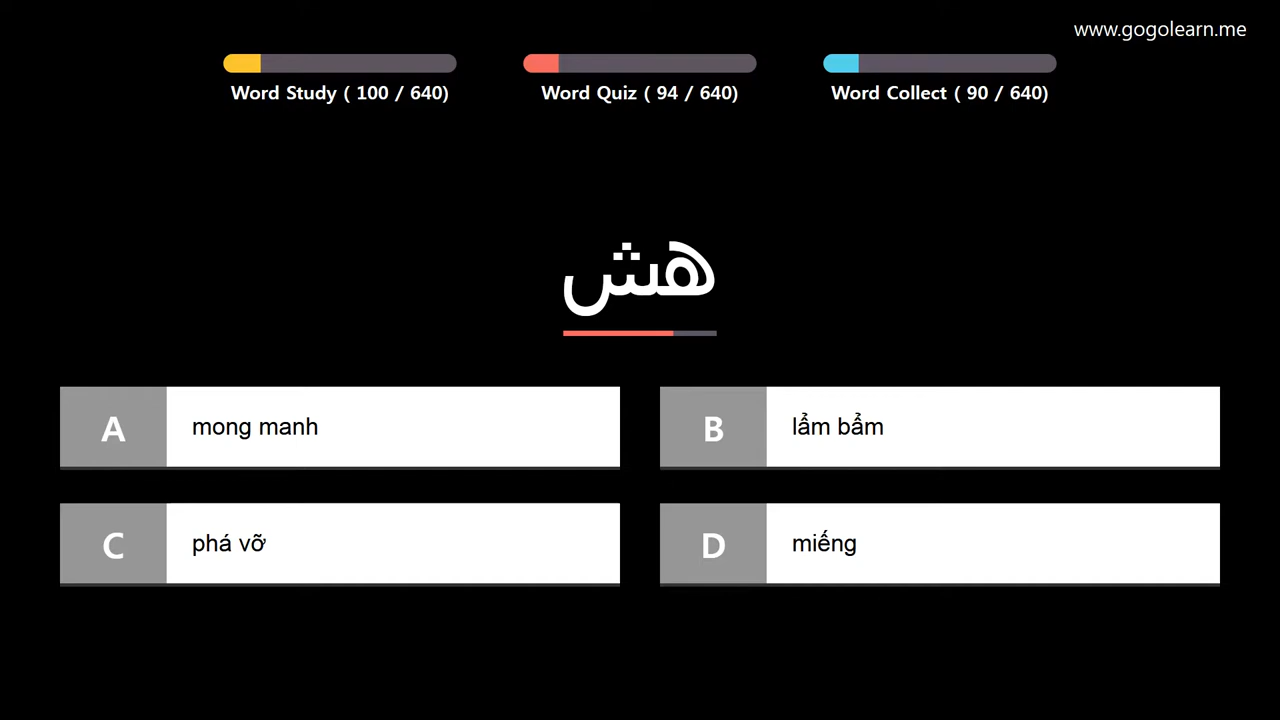 www.gogolearn.me
Word Study ( 100 / 640)
Word Quiz ( 94 / 640)
Word Collect ( 90 / 640)
هش
A mong manh
B lẩm bẩm
C phá vỡ
D miếng